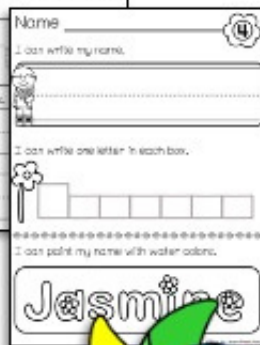 Name
4
I can write my name.
I can write one letter in each box.
I can paint my name with water colors.
Jasmine